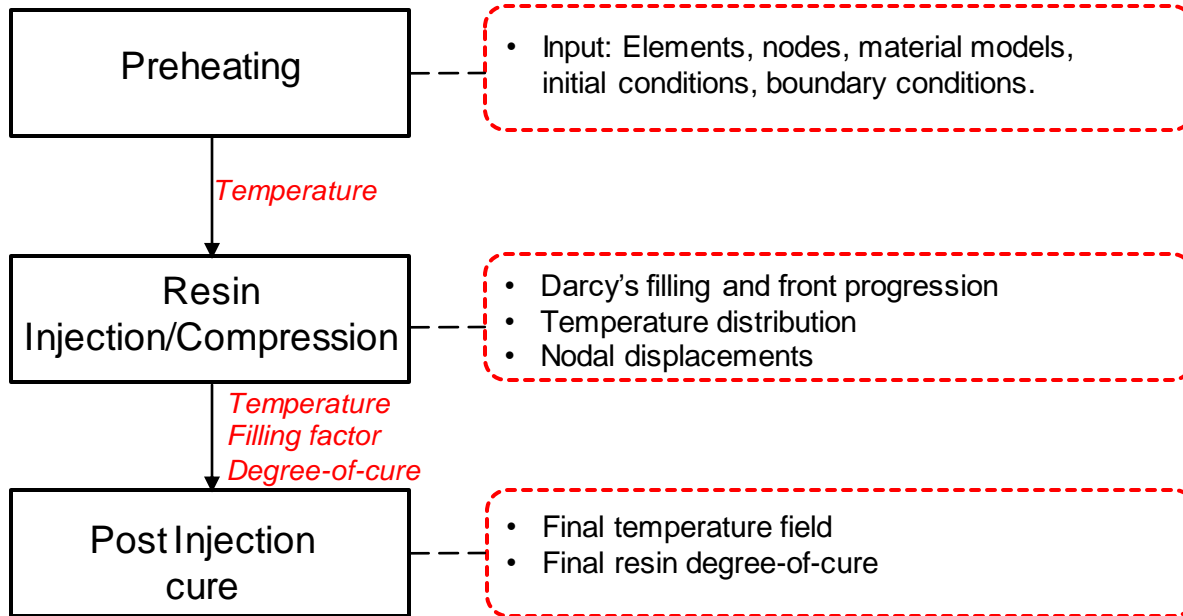 Preheating
• Input: Elements, nodes, material models,
initial conditions, boundary conditions.
Temperature
Resin
Injection/Compression
• Darcy's filling and front progression
• Temperature distribution
• Nodal displacements
Temperature
Filling factor
Degree-of-cure
Post Injection
cure
• Final temperature field
• Final resin degree-of-cure